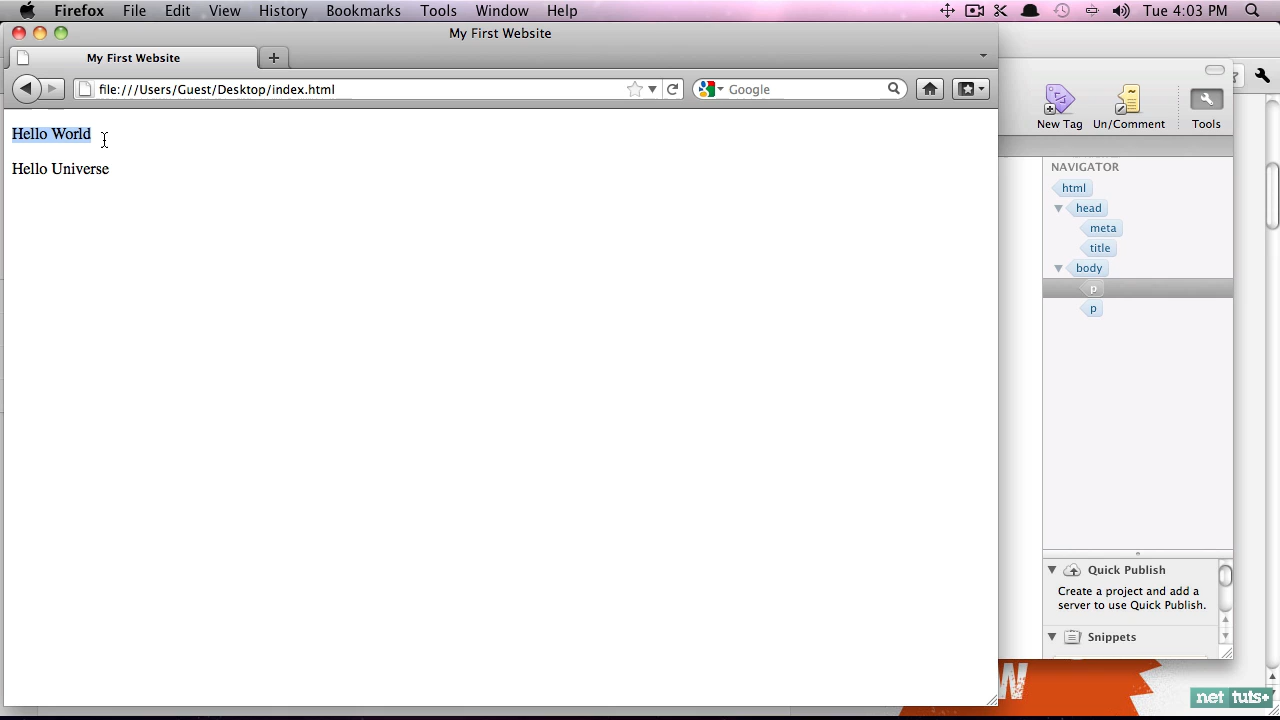 Firefox File Edit View History Bookmarks Tools Window Help Tue 4:03 PM
My First Website
My First Website
file:///Users/Guest/Desktop/index.html
Google
Hello World
Hello Universe
New Tag Un/Comment Tools
NAVIGATOR
html
head
meta
title
body
p
p
Quick Publish
Create a project and add a
server to use Quick Publish.
Snippets
net tuts+